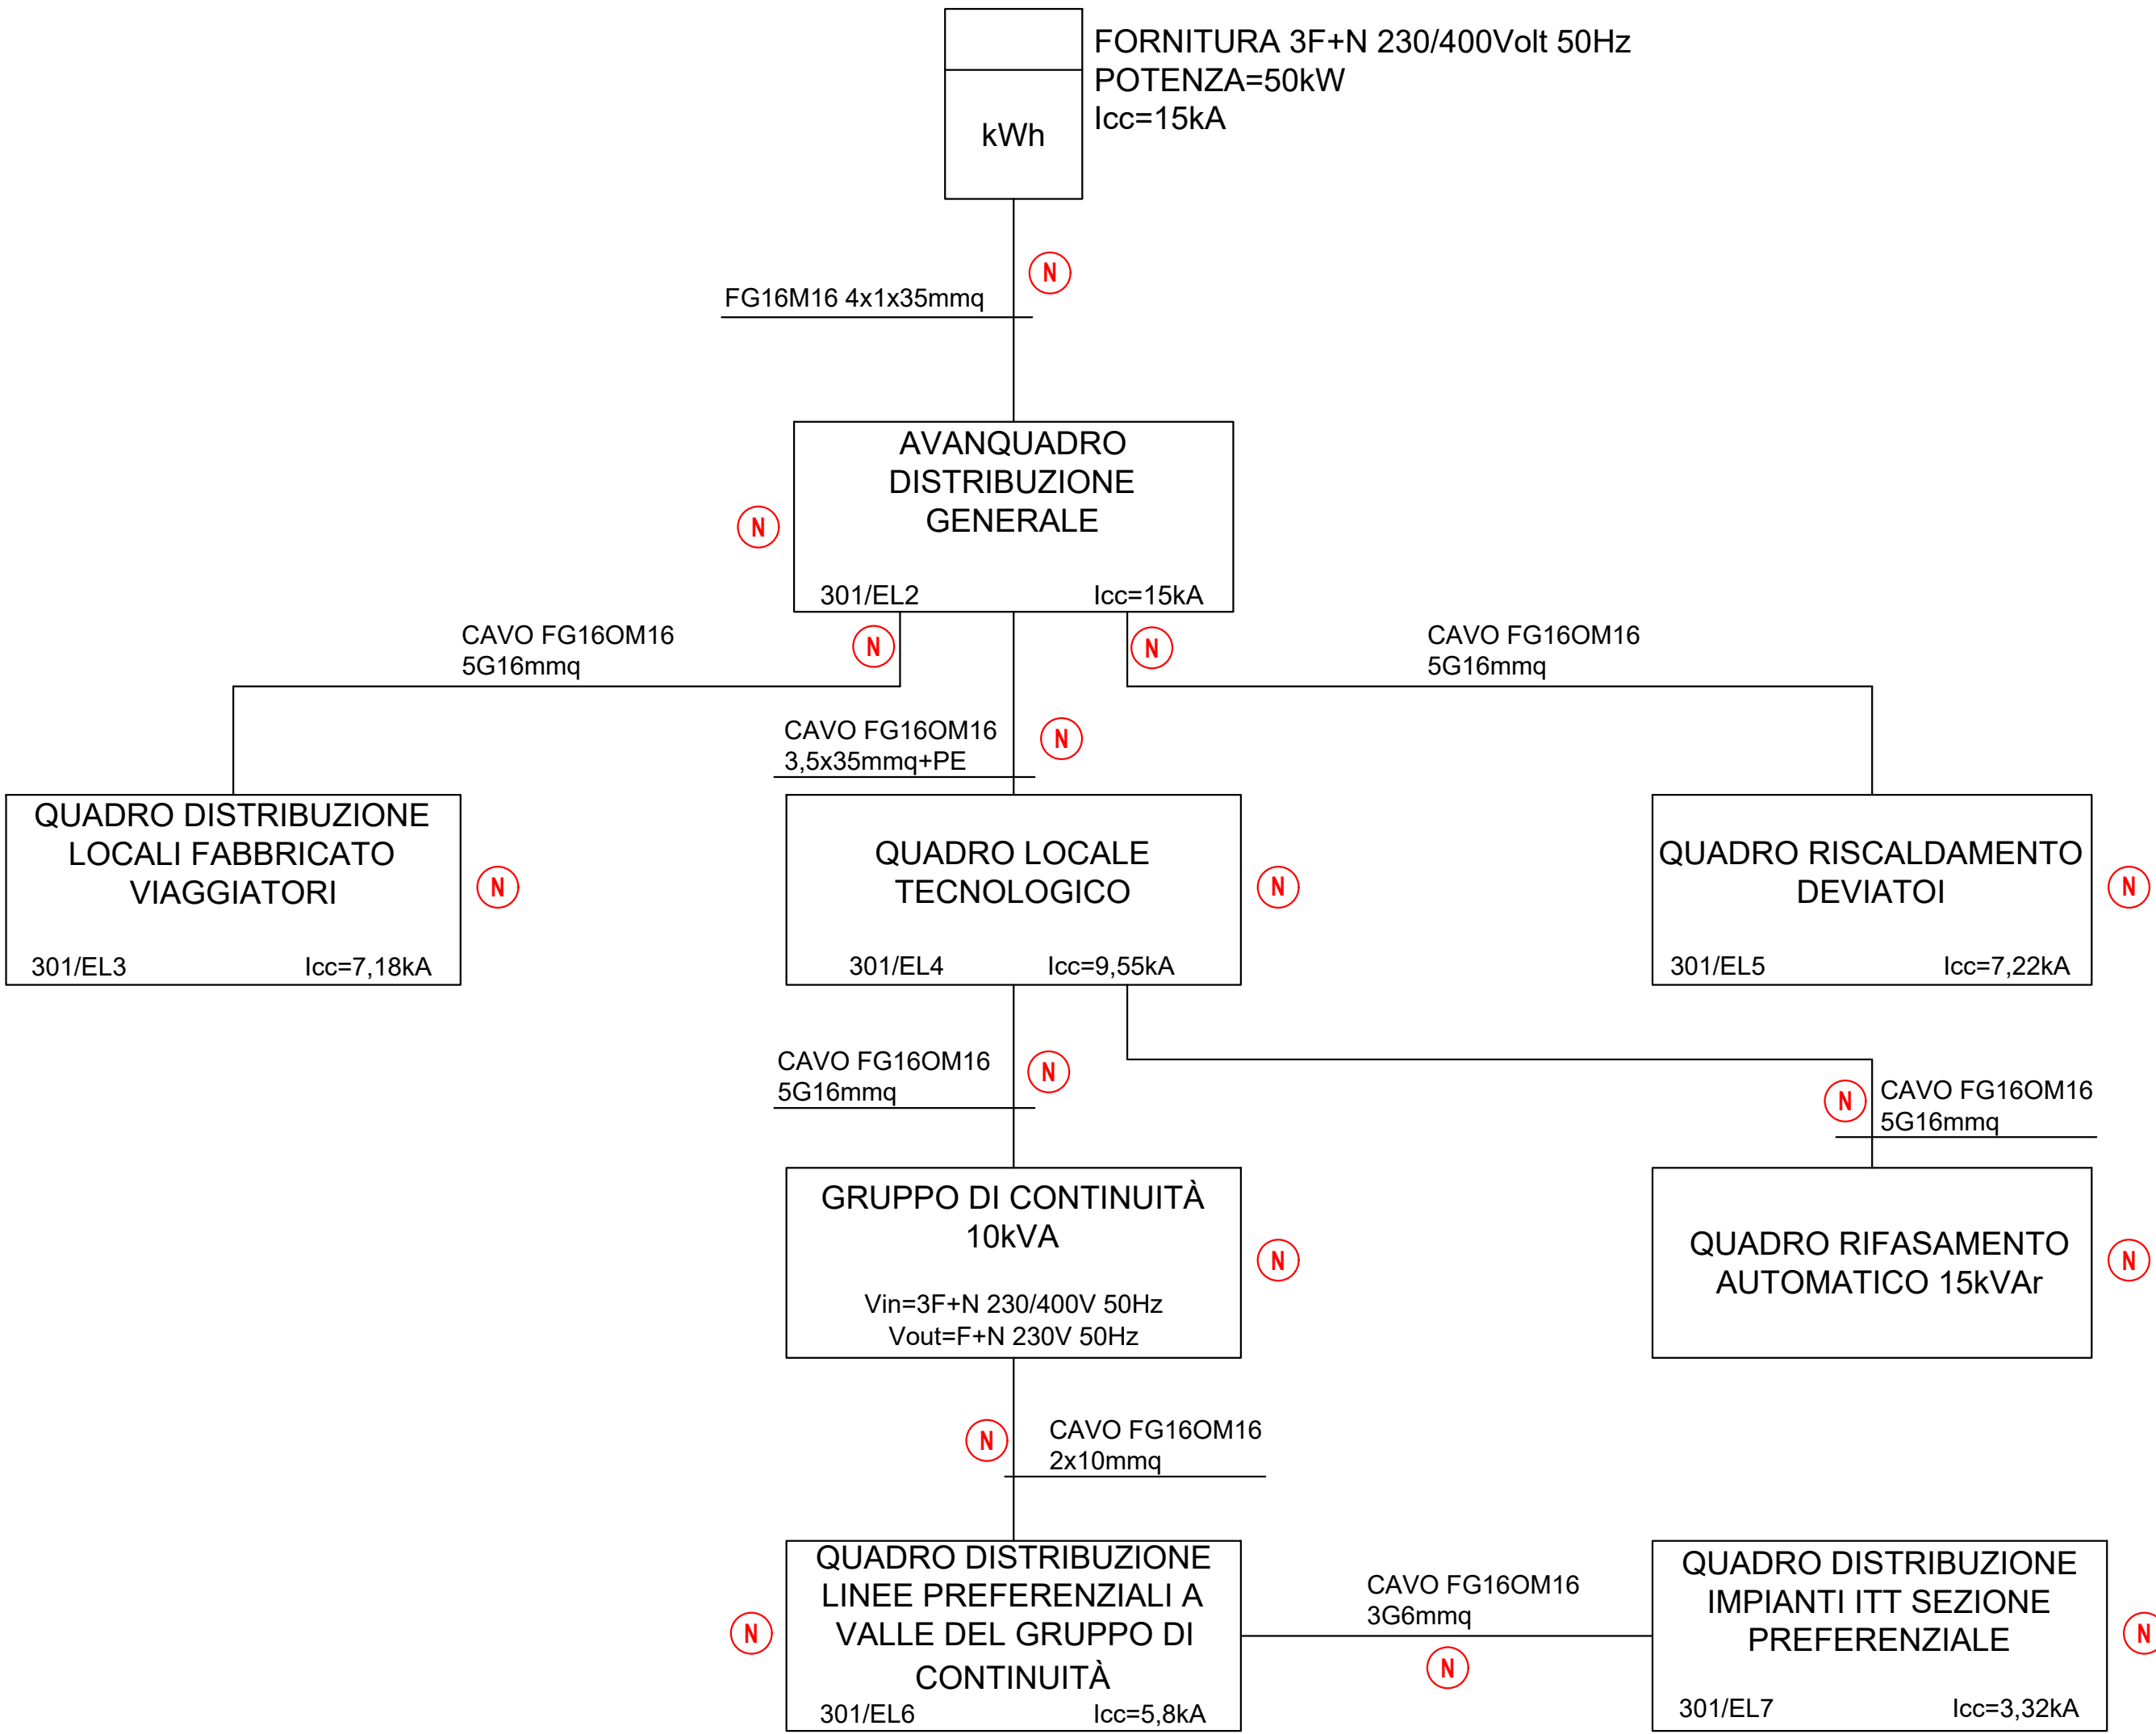 FORNITURA 3F+N 230/400Volt 50Hz
POTENZA=50kW
Icc=15kA
kWh
N
FG16M16 4x1x35mmq
AVANQUADRO
DISTRIBUZIONE
GENERALE
N
301/EL2 Icc=15kA
CAVO FG16OM16
5G16mmq
N
N
CAVO FG16OM16
5G16mmq
CAVO FG16OM16
3,5x35mmq+PE
N
QUADRO DISTRIBUZIONE
LOCALI FABBRICATO
VIAGGIATORI
301/EL3 Icc=7,18kA
N
QUADRO LOCALE
TECNOLOGICO
301/EL4 Icc=9,55kA
N
QUADRO RISCALDAMENTO
DEVIATOI
301/EL5 Icc=7,22kA
N
CAVO FG16OM16
5G16mmq
N
N
CAVO FG16OM16
5G16mmq
GRUPPO DI CONTINUITÀ
10kVA
Vin=3F+N 230/400V 50Hz
Vout=F+N 230V 50Hz
N
QUADRO RIFASAMENTO
AUTOMATICO 15kVAr
N
N
CAVO FG16OM16
2x10mmq
QUADRO DISTRIBUZIONE
LINEE PREFERENZIALI A
VALLE DEL GRUPPO DI
CONTINUITÀ
301/EL6 Icc=5,8kA
N
CAVO FG16OM16
3G6mmq
N
QUADRO DISTRIBUZIONE
IMPIANTI ITT SEZIONE
PREFERENZIALE
301/EL7 Icc=3,32kA
N